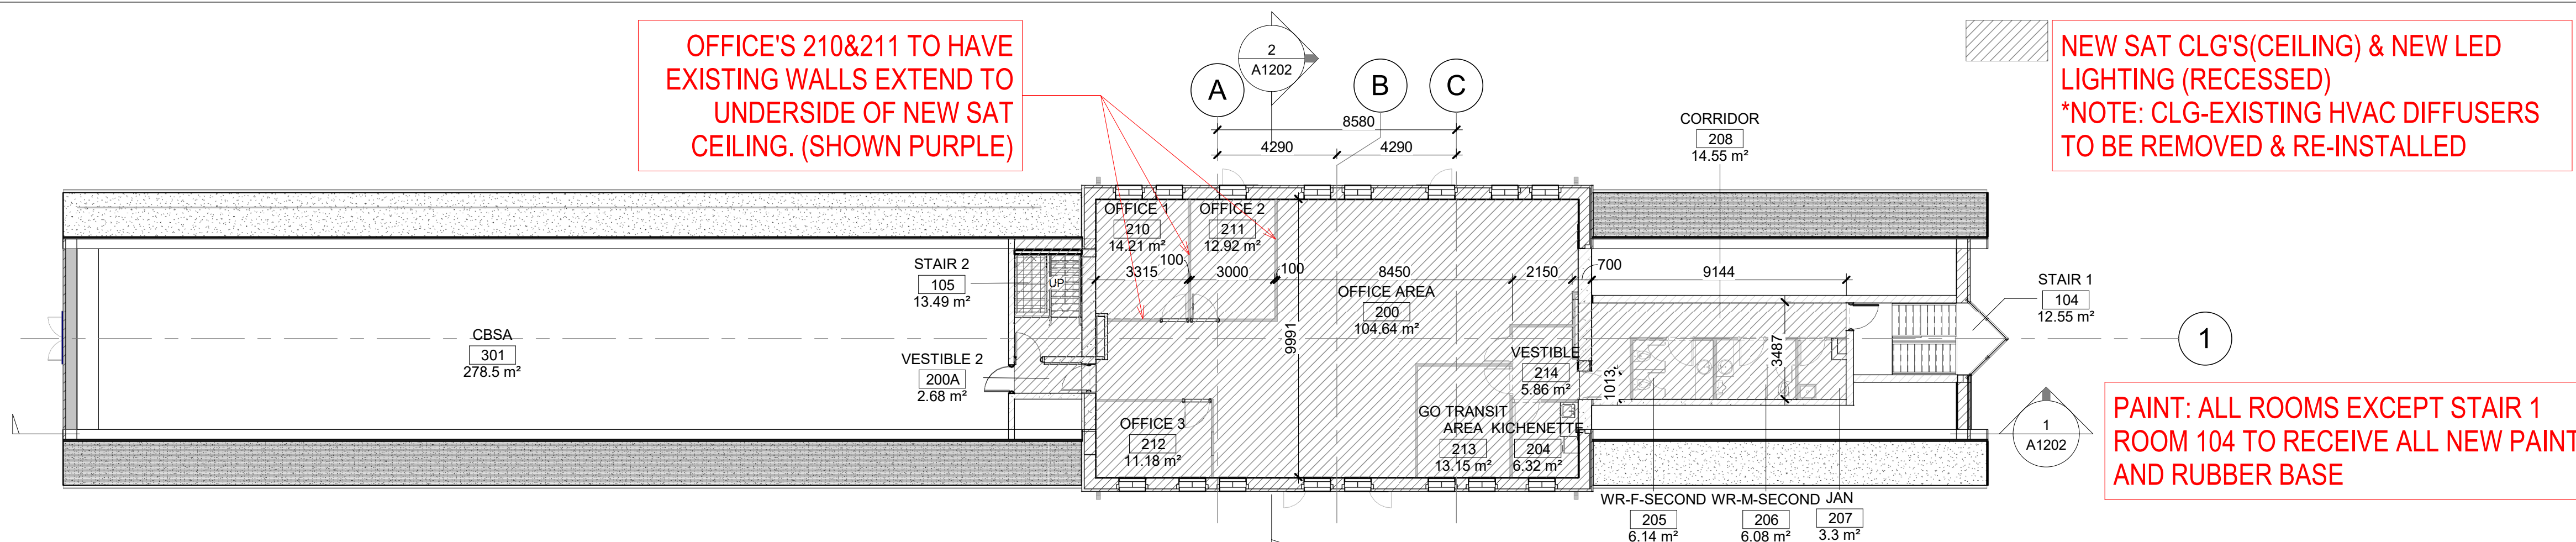 OFFICE'S 210&211 TO HAVE
EXISTING WALLS EXTEND TO
UNDERSIDE OF NEW SAT
CEILING. (SHOWN PURPLE)
2
A1202
A
B
C
8580
4290
4290
NEW SAT CLG'S(CEILING) & NEW LED
LIGHTING (RECESSED)
*NOTE: CLG-EXISTING HVAC DIFFUSERS
TO BE REMOVED & RE-INSTALLED
CORRIDOR
208
14.55 m²
OFFICE 1
210
14.21 m²
OFFICE 2
211
12.92 m²
100
3315
3000
100
8450
2150
700
9144
STAIR 2
105
13.49 m²
UP
OFFICE AREA
200
104.64 m²
9991
STAIR 1
104
12.55 m²
CBSA
301
278.5 m²
1
VESTIBLE 2
200A
2.68 m²
VESTIBLE
214
5.86 m²
3487
1013
OFFICE 3
212
11.18 m²
GO TRANSIT
AREA
213
13.15 m²
KICHENETTE
204
6.32 m²
1
A1202
PAINT: ALL ROOMS EXCEPT STAIR 1
ROOM 104 TO RECEIVE ALL NEW PAINT
AND RUBBER BASE
WR-F-SECOND
205
6.14 m²
WR-M-SECOND
206
6.08 m²
JAN
207
3.3 m²